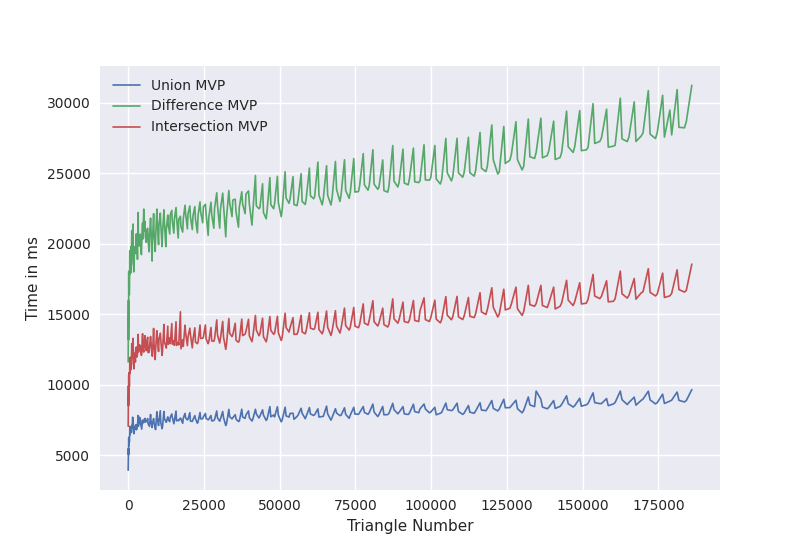 Union MVP
Difference MVP
Intersection MVP
30000
25000
20000
15000
10000
5000
Time in ms
0 25000 50000 75000 100000 125000 150000 175000
Triangle Number